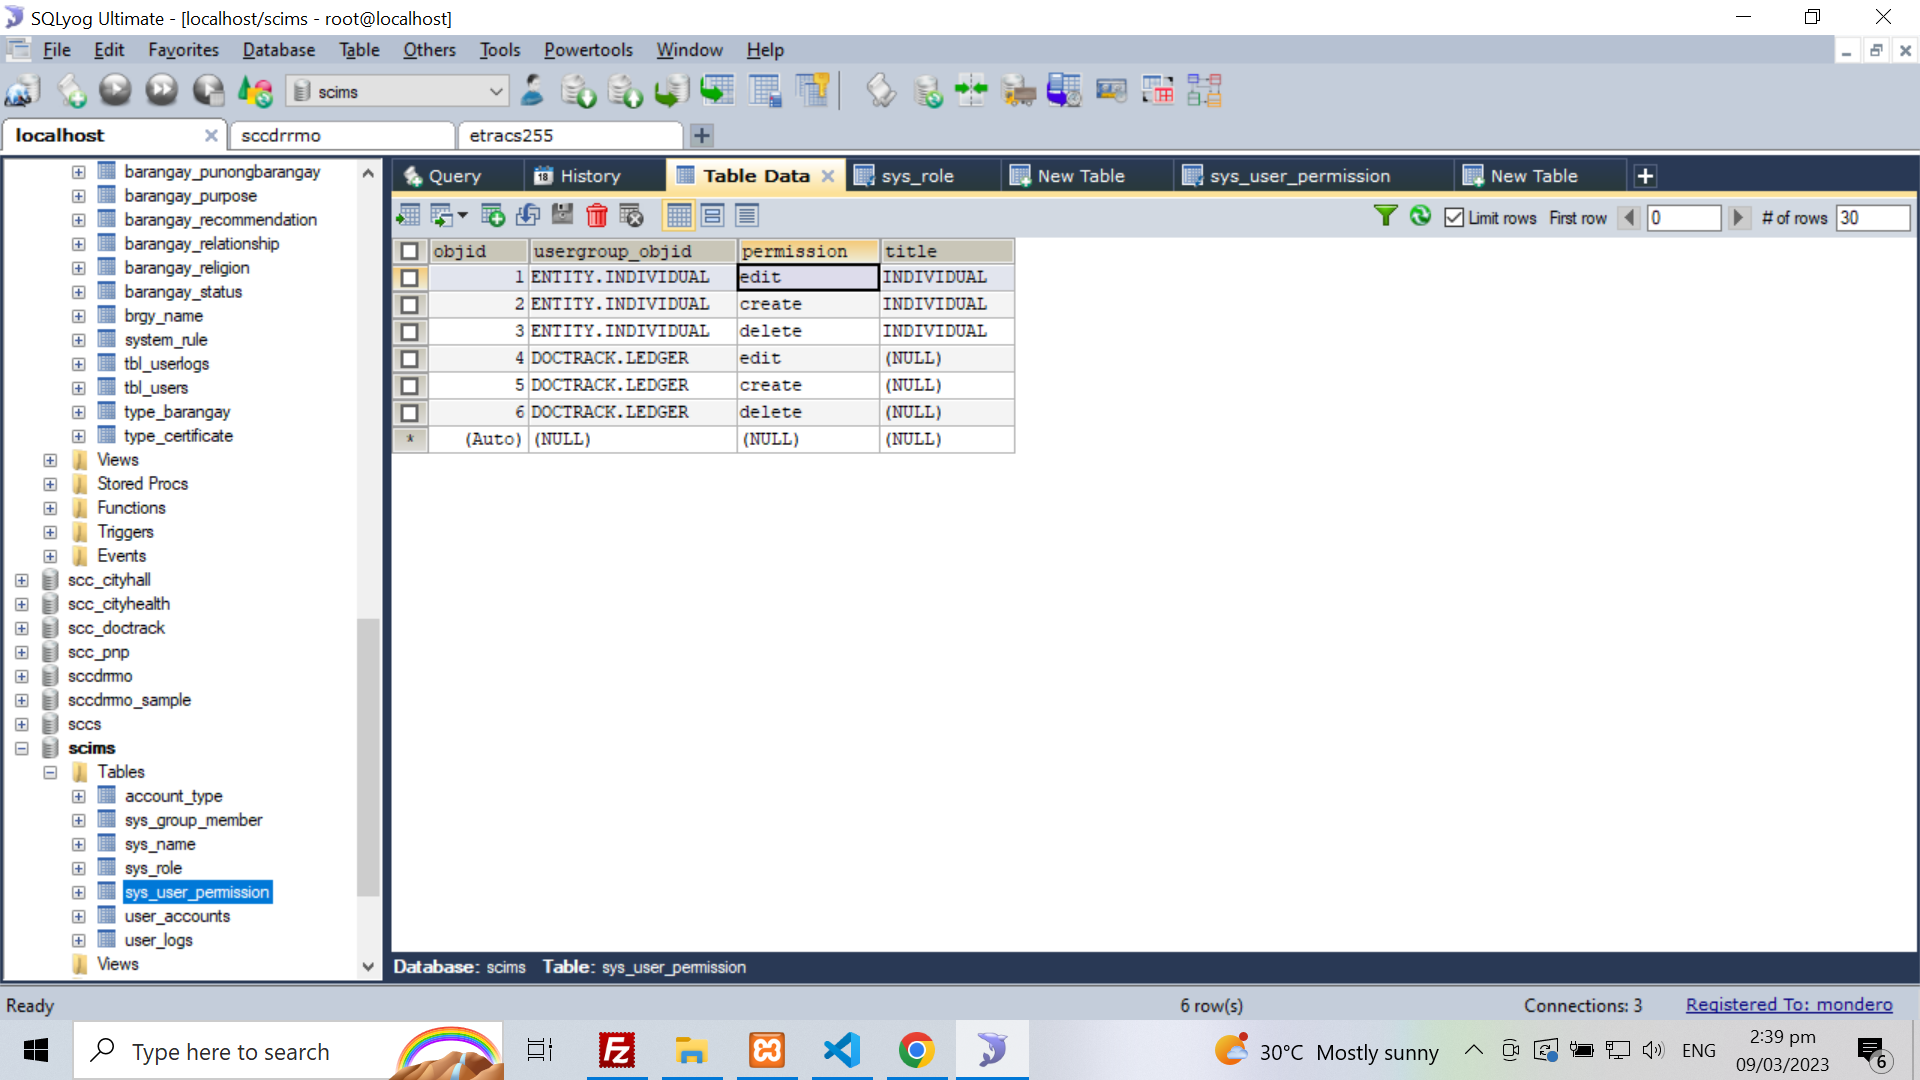 SQLyog Ultimate - [localhost/scims - root@localhost]
File Edit Favorites Database Table Others Tools Powertools Window Help
scims
localhost sccdrrmo etracs255
barangay_punongbarangay
barangay_purpose
barangay_recommendation
barangay_relationship
barangay_religion
barangay_status
brgy_name
system_rule
tbl_userlogs
tbl_users
type_barangay
type_certificate
Views
Stored Procs
Functions
Triggers
Events
scc_cityhall
scc_cityhealth
scc_doctrack
scc_pnp
sccdrrmo
sccdrrmo_sample
sccs
scims
Tables
account_type
sys_group_member
sys_name
sys_role
sys_user_permission
user_accounts
user_logs
Views
Query 18 History Table Data sys_role New Table sys_user_permission New Table
Limit rows First row 0 # of rows 30
objid usergroup_objid permission title
1 ENTITY.INDIVIDUAL edit INDIVIDUAL
2 ENTITY.INDIVIDUAL create INDIVIDUAL
3 ENTITY.INDIVIDUAL delete INDIVIDUAL
4 DOCTRACK.LEDGER edit (NULL)
5 DOCTRACK.LEDGER create (NULL)
6 DOCTRACK.LEDGER delete (NULL)
* (Auto) (NULL) (NULL) (NULL)
Database: scims Table: sys_user_permission
Ready 6 row(s) Connections: 3 Registered To: mondero
Type here to search
Fz
30°C Mostly sunny
ENG
2:39 pm
09/03/2023
6